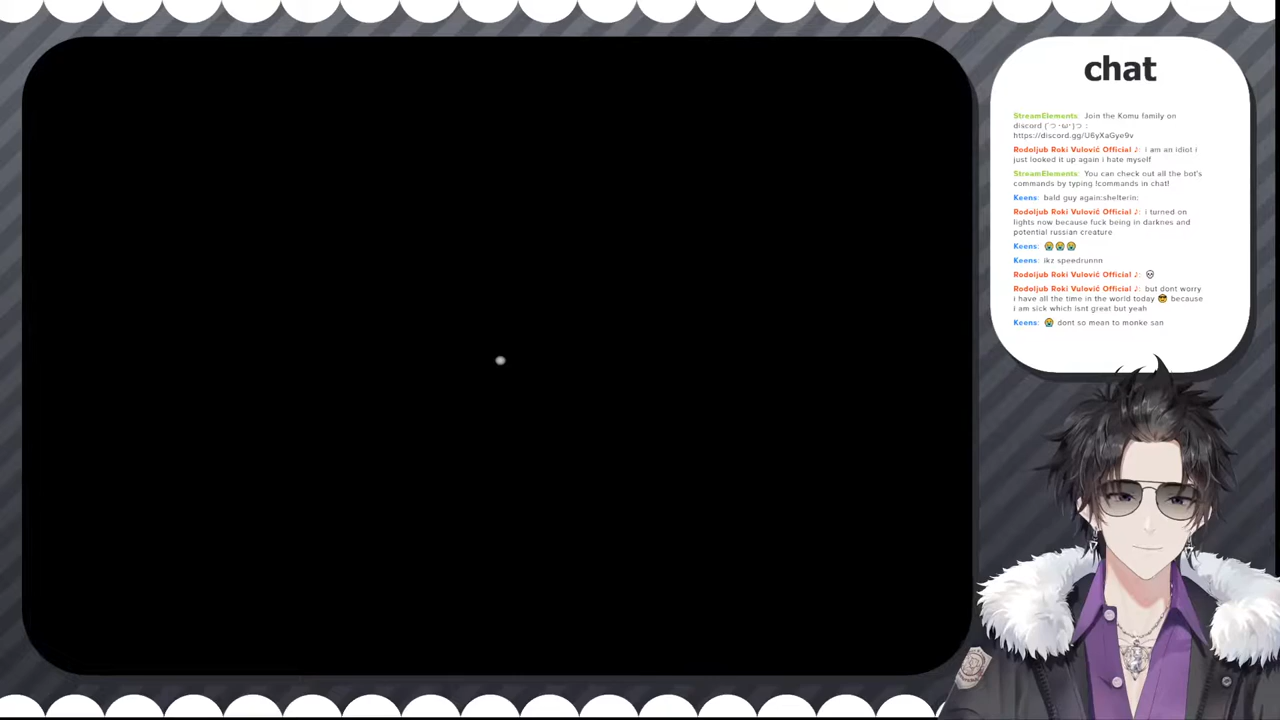 chat
StreamElements: Join the Komu family on
discord (´つ･ω･)つ :
https://discord.gg/U6yXaGye9v
Rodoljub Roki Vulović Official ♪: i am an idiot i
just looked it up again i hate myself
StreamElements: You can check out all the bot's
commands by typing !commands in chat!
Keens: bald guy again:shelterin:
Rodoljub Roki Vulović Official ♪: i turned on
lights now because fuck being in darknes and
potential russian creature
Keens: 😭😭😭
Keens: ikz speedrunnn
Rodoljub Roki Vulović Official ♪: 💀
Rodoljub Roki Vulović Official ♪: but dont worry
i have all the time in the world today 😎 because
i am sick which isnt great but yeah
Keens: 😭 dont so mean to monke san